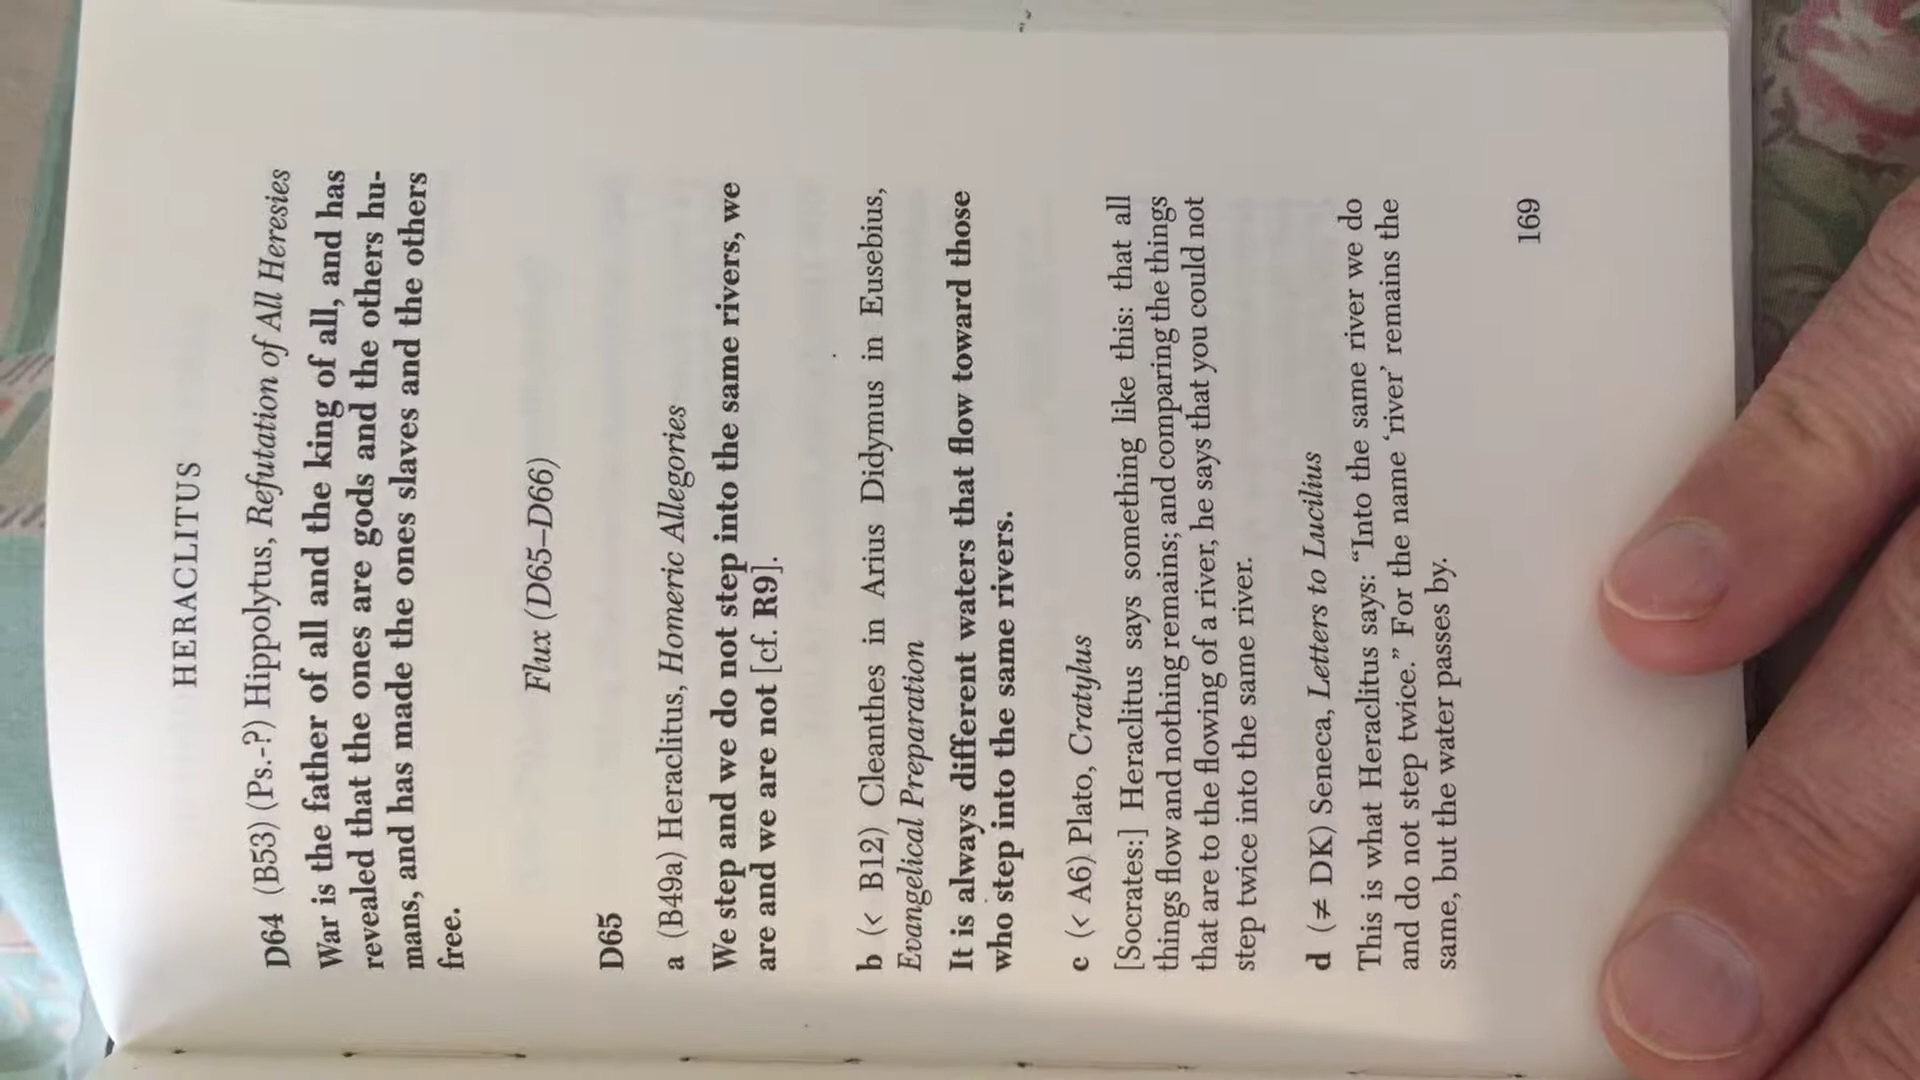 HERACLITUS
D64 (B53) (Ps.-?) Hippolytus, Refutation of All Heresies
War is the father of all and the king of all, and has
revealed that the ones are gods and the others hu-
mans, and has made the ones slaves and the others
free.
Flux (D65–D66)
D65
a (B49a) Heraclitus, Homeric Allegories
We step and we do not step into the same rivers, we
are and we are not [cf. R9].
b (< B12) Cleanthes in Arius Didymus in Eusebius,
Evangelical Preparation
It is always different waters that flow toward those
who step into the same rivers.
c (< A6) Plato, Cratylus
[Socrates:] Heraclitus says something like this: that all
things flow and nothing remains; and comparing the things
that are to the flowing of a river, he says that you could not
step twice into the same river.
d (≠ DK) Seneca, Letters to Lucilius
This is what Heraclitus says: “Into the same river we do
and do not step twice.” For the name ‘river’ remains the
same, but the water passes by.
169